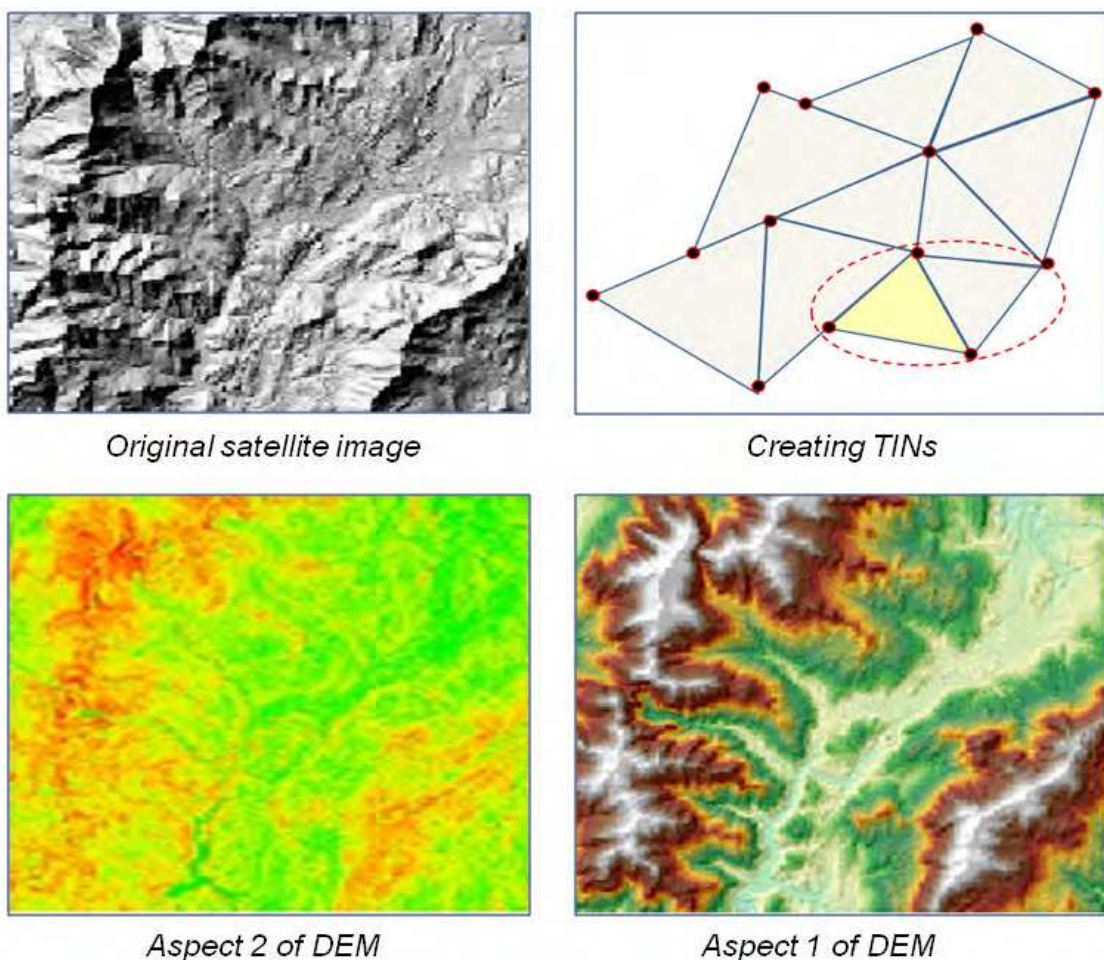 Original satellite image
Creating TINs
Aspect 2 of DEM
Aspect 1 of DEM